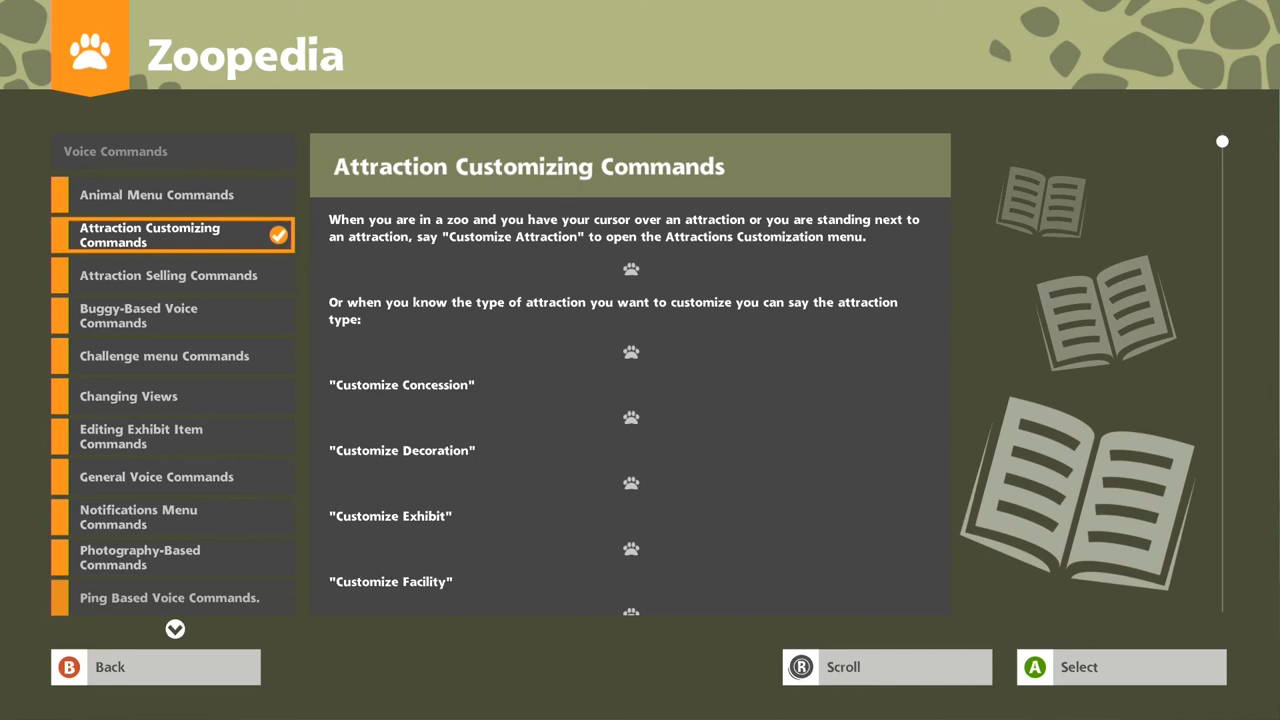 Zoopedia
Voice Commands
Animal Menu Commands
Attraction Customizing
Commands
Attraction Selling Commands
Buggy-Based Voice
Commands
Challenge menu Commands
Changing Views
Editing Exhibit Item
Commands
General Voice Commands
Notifications Menu
Commands
Photography-Based
Commands
Ping Based Voice Commands.
Attraction Customizing Commands
When you are in a zoo and you have your cursor over an attraction or you are standing next to
an attraction, say "Customize Attraction" to open the Attractions Customization menu.
Or when you know the type of attraction you want to customize you can say the attraction
type:
"Customize Concession"
"Customize Decoration"
"Customize Exhibit"
"Customize Facility"
B Back
R Scroll
A Select